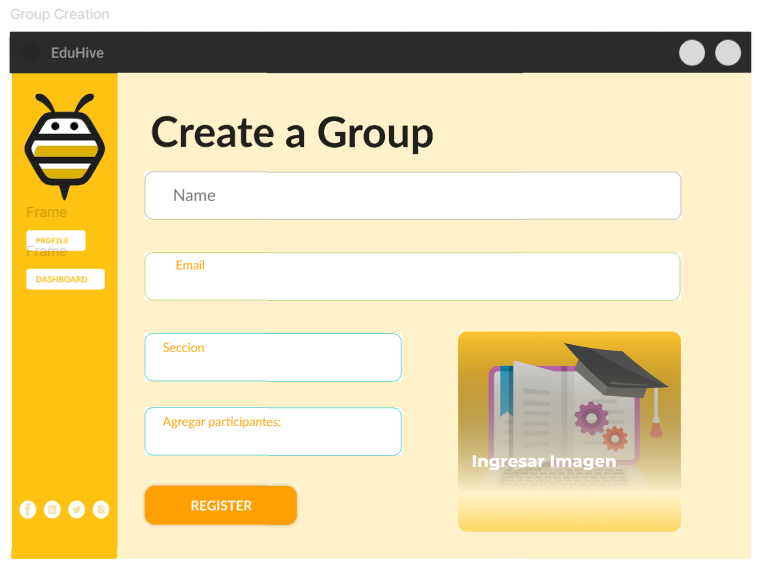 Group Creation
EduHive
Create a Group
Name
Frame
PROFILE
Frame
Email
DASHBOARD
Seccion
Agregar participantes:
Ingresar Imagen
REGISTER